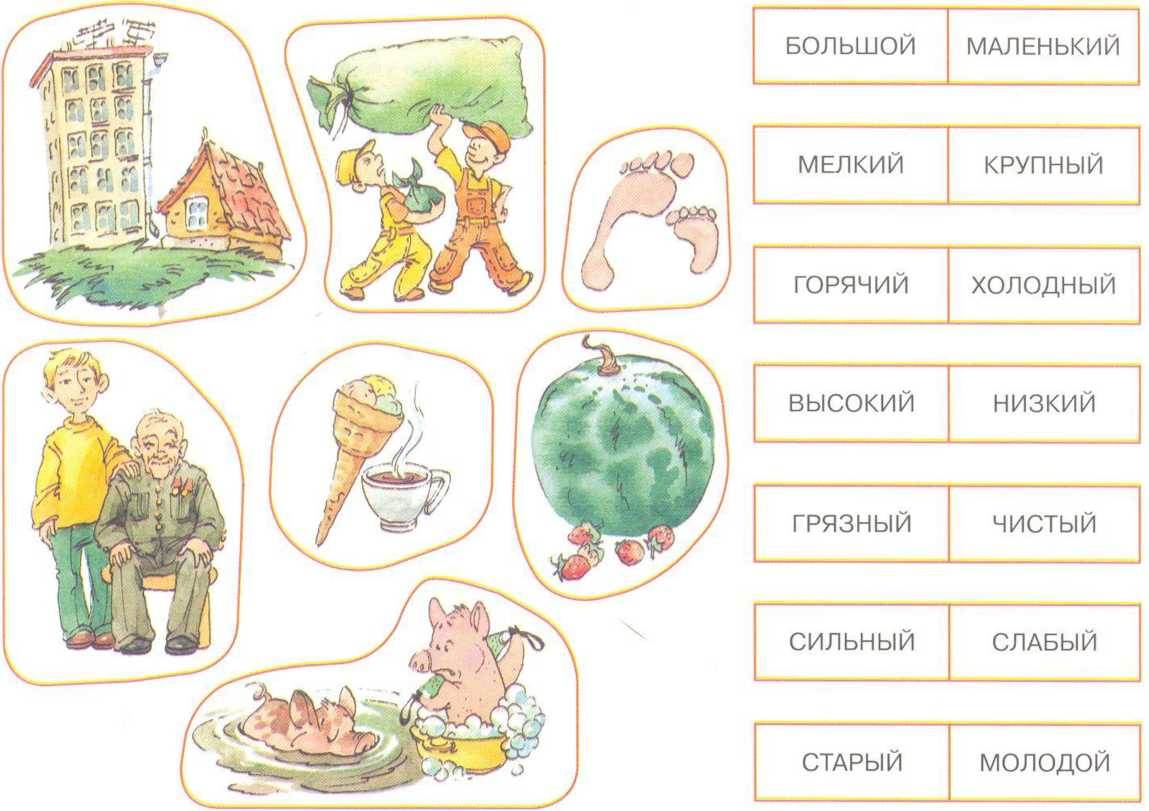 БОЛЬШОЙ МАЛЕНЬКИЙ
МЕЛКИЙ КРУПНЫЙ
ГОРЯЧИЙ ХОЛОДНЫЙ
ВЫСОКИЙ НИЗКИЙ
ГРЯЗНЫЙ ЧИСТЫЙ
СИЛЬНЫЙ СЛАБЫЙ
СТАРЫЙ МОЛОДОЙ